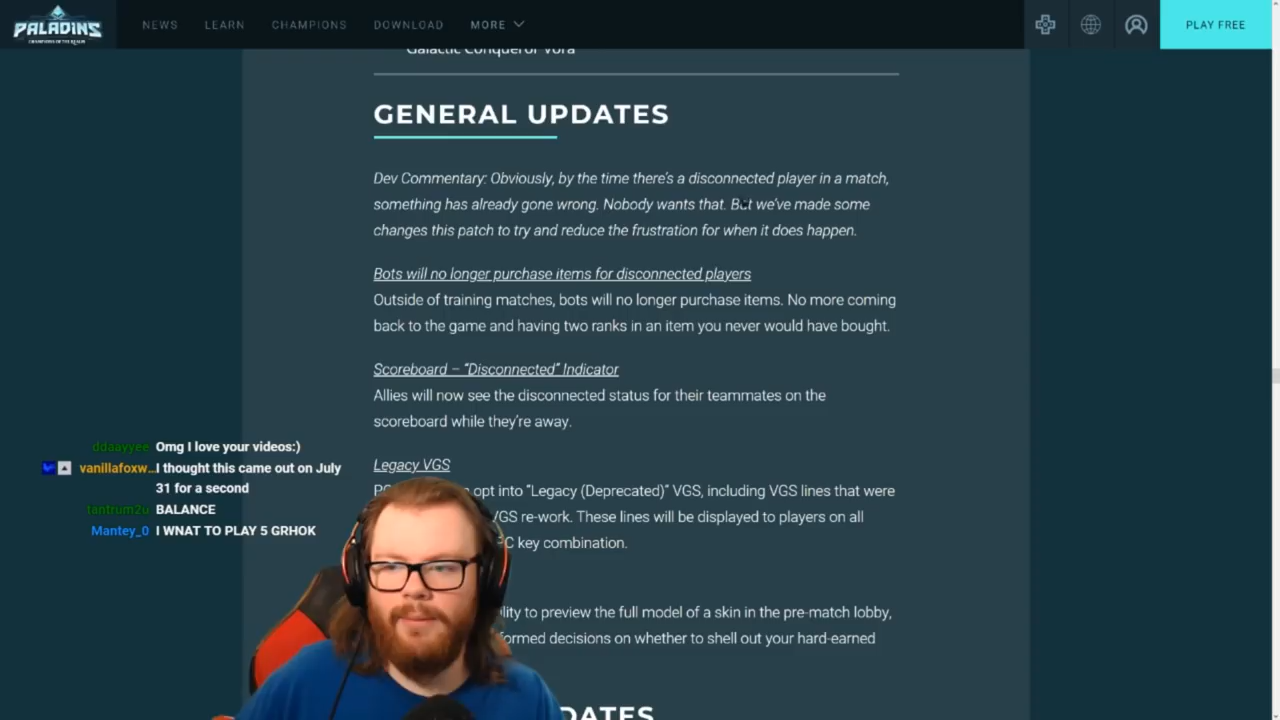 PALADINS
CHAMPIONS OF THE REALM
NEWS
LEARN
CHAMPIONS
DOWNLOAD
MORE
PLAY FREE
Galactic Conqueror Vora
GENERAL UPDATES
Dev Commentary: Obviously, by the time there's a disconnected player in a match,
something has already gone wrong. Nobody wants that. But we've made some
changes this patch to try and reduce the frustration for when it does happen.
Bots will no longer purchase items for disconnected players
Outside of training matches, bots will no longer purchase items. No more coming
back to the game and having two ranks in an item you never would have bought.
Scoreboard – “Disconnected” Indicator
Allies will now see the disconnected status for their teammates on the
scoreboard while they're away.
Legacy VGS
opt into “Legacy (Deprecated)” VGS, including VGS lines that were
VGS re-work. These lines will be displayed to players on all
key combination.
to preview the full model of a skin in the pre-match lobby,
decisions on whether to shell out your hard-earned
ddaayyee Omg I love your videos:)
vanillafoxw... I thought this came out on July
31 for a second
tantrum2u BALANCE
Mantey_0 I WNAT TO PLAY 5 GRHOK